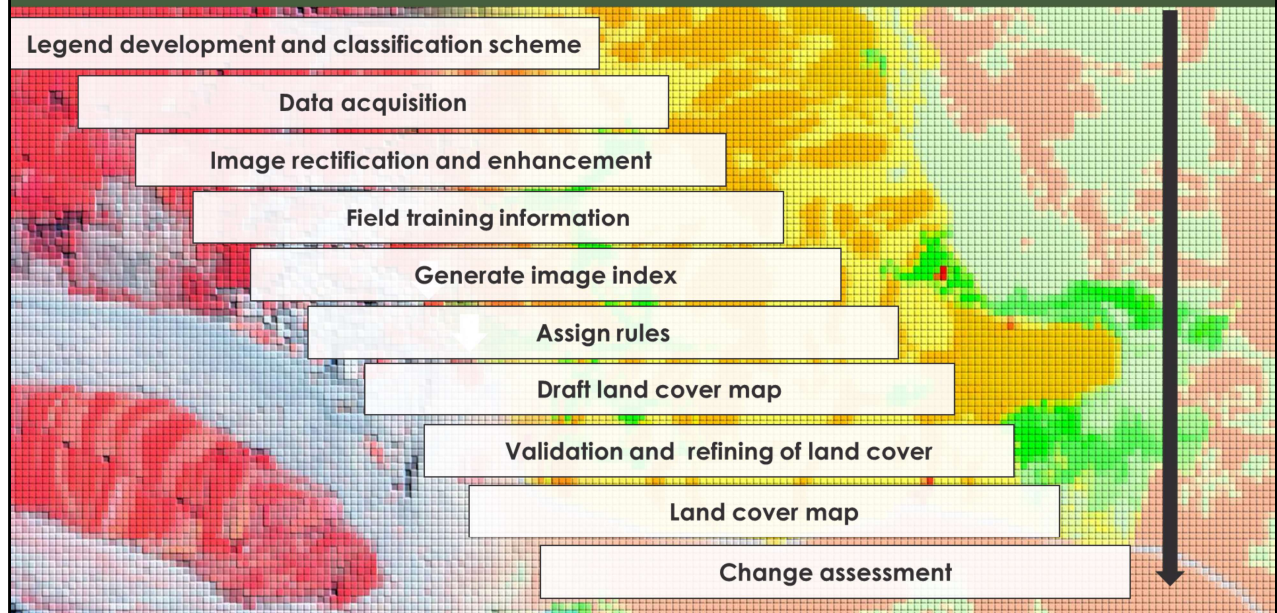 Legend development and classification scheme
Data acquisition
Image rectification and enhancement
Field training information
Generate image index
Assign rules
Draft land cover map
Validation and refining of land cover
Land cover map
Change assessment